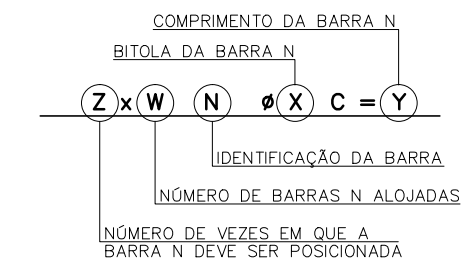 COMPRIMENTO DA BARRA N
BITOLA DA BARRA N
Z x W N ø X C = Y
IDENTIFICAÇÃO DA BARRA
NÚMERO DE BARRAS N ALOJADAS
NÚMERO DE VEZES EM QUE A
BARRA N DEVE SER POSICIONADA